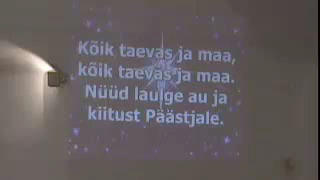 Kõik taevas ja maa,
kõik taevas ja maa.
Nüüd laulge au ja
kiitust Päästjale.